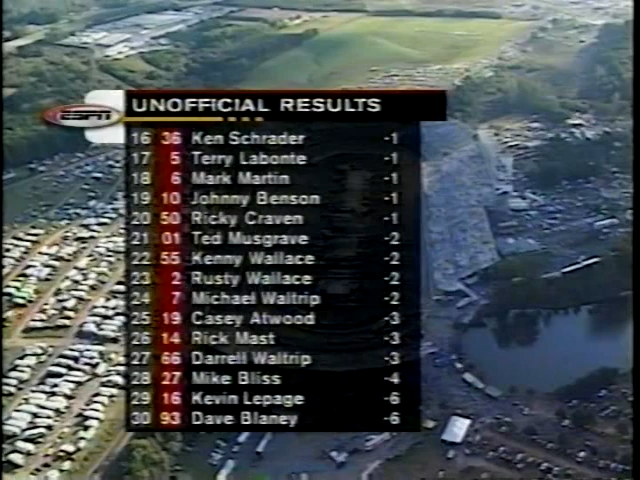 ESPN
UNOFFICIAL RESULTS
16 36 Ken Schrader -1
17 5 Terry Labonte -1
18 6 Mark Martin -1
19 10 Johnny Benson -1
20 50 Ricky Craven -1
21 01 Ted Musgrave -2
22 55 Kenny Wallace -2
23 2 Rusty Wallace -2
24 7 Michael Waltrip -2
25 19 Casey Atwood -3
26 14 Rick Mast -3
27 66 Darrell Waltrip -3
28 27 Mike Bliss -4
29 16 Kevin Lepage -6
30 93 Dave Blaney -6